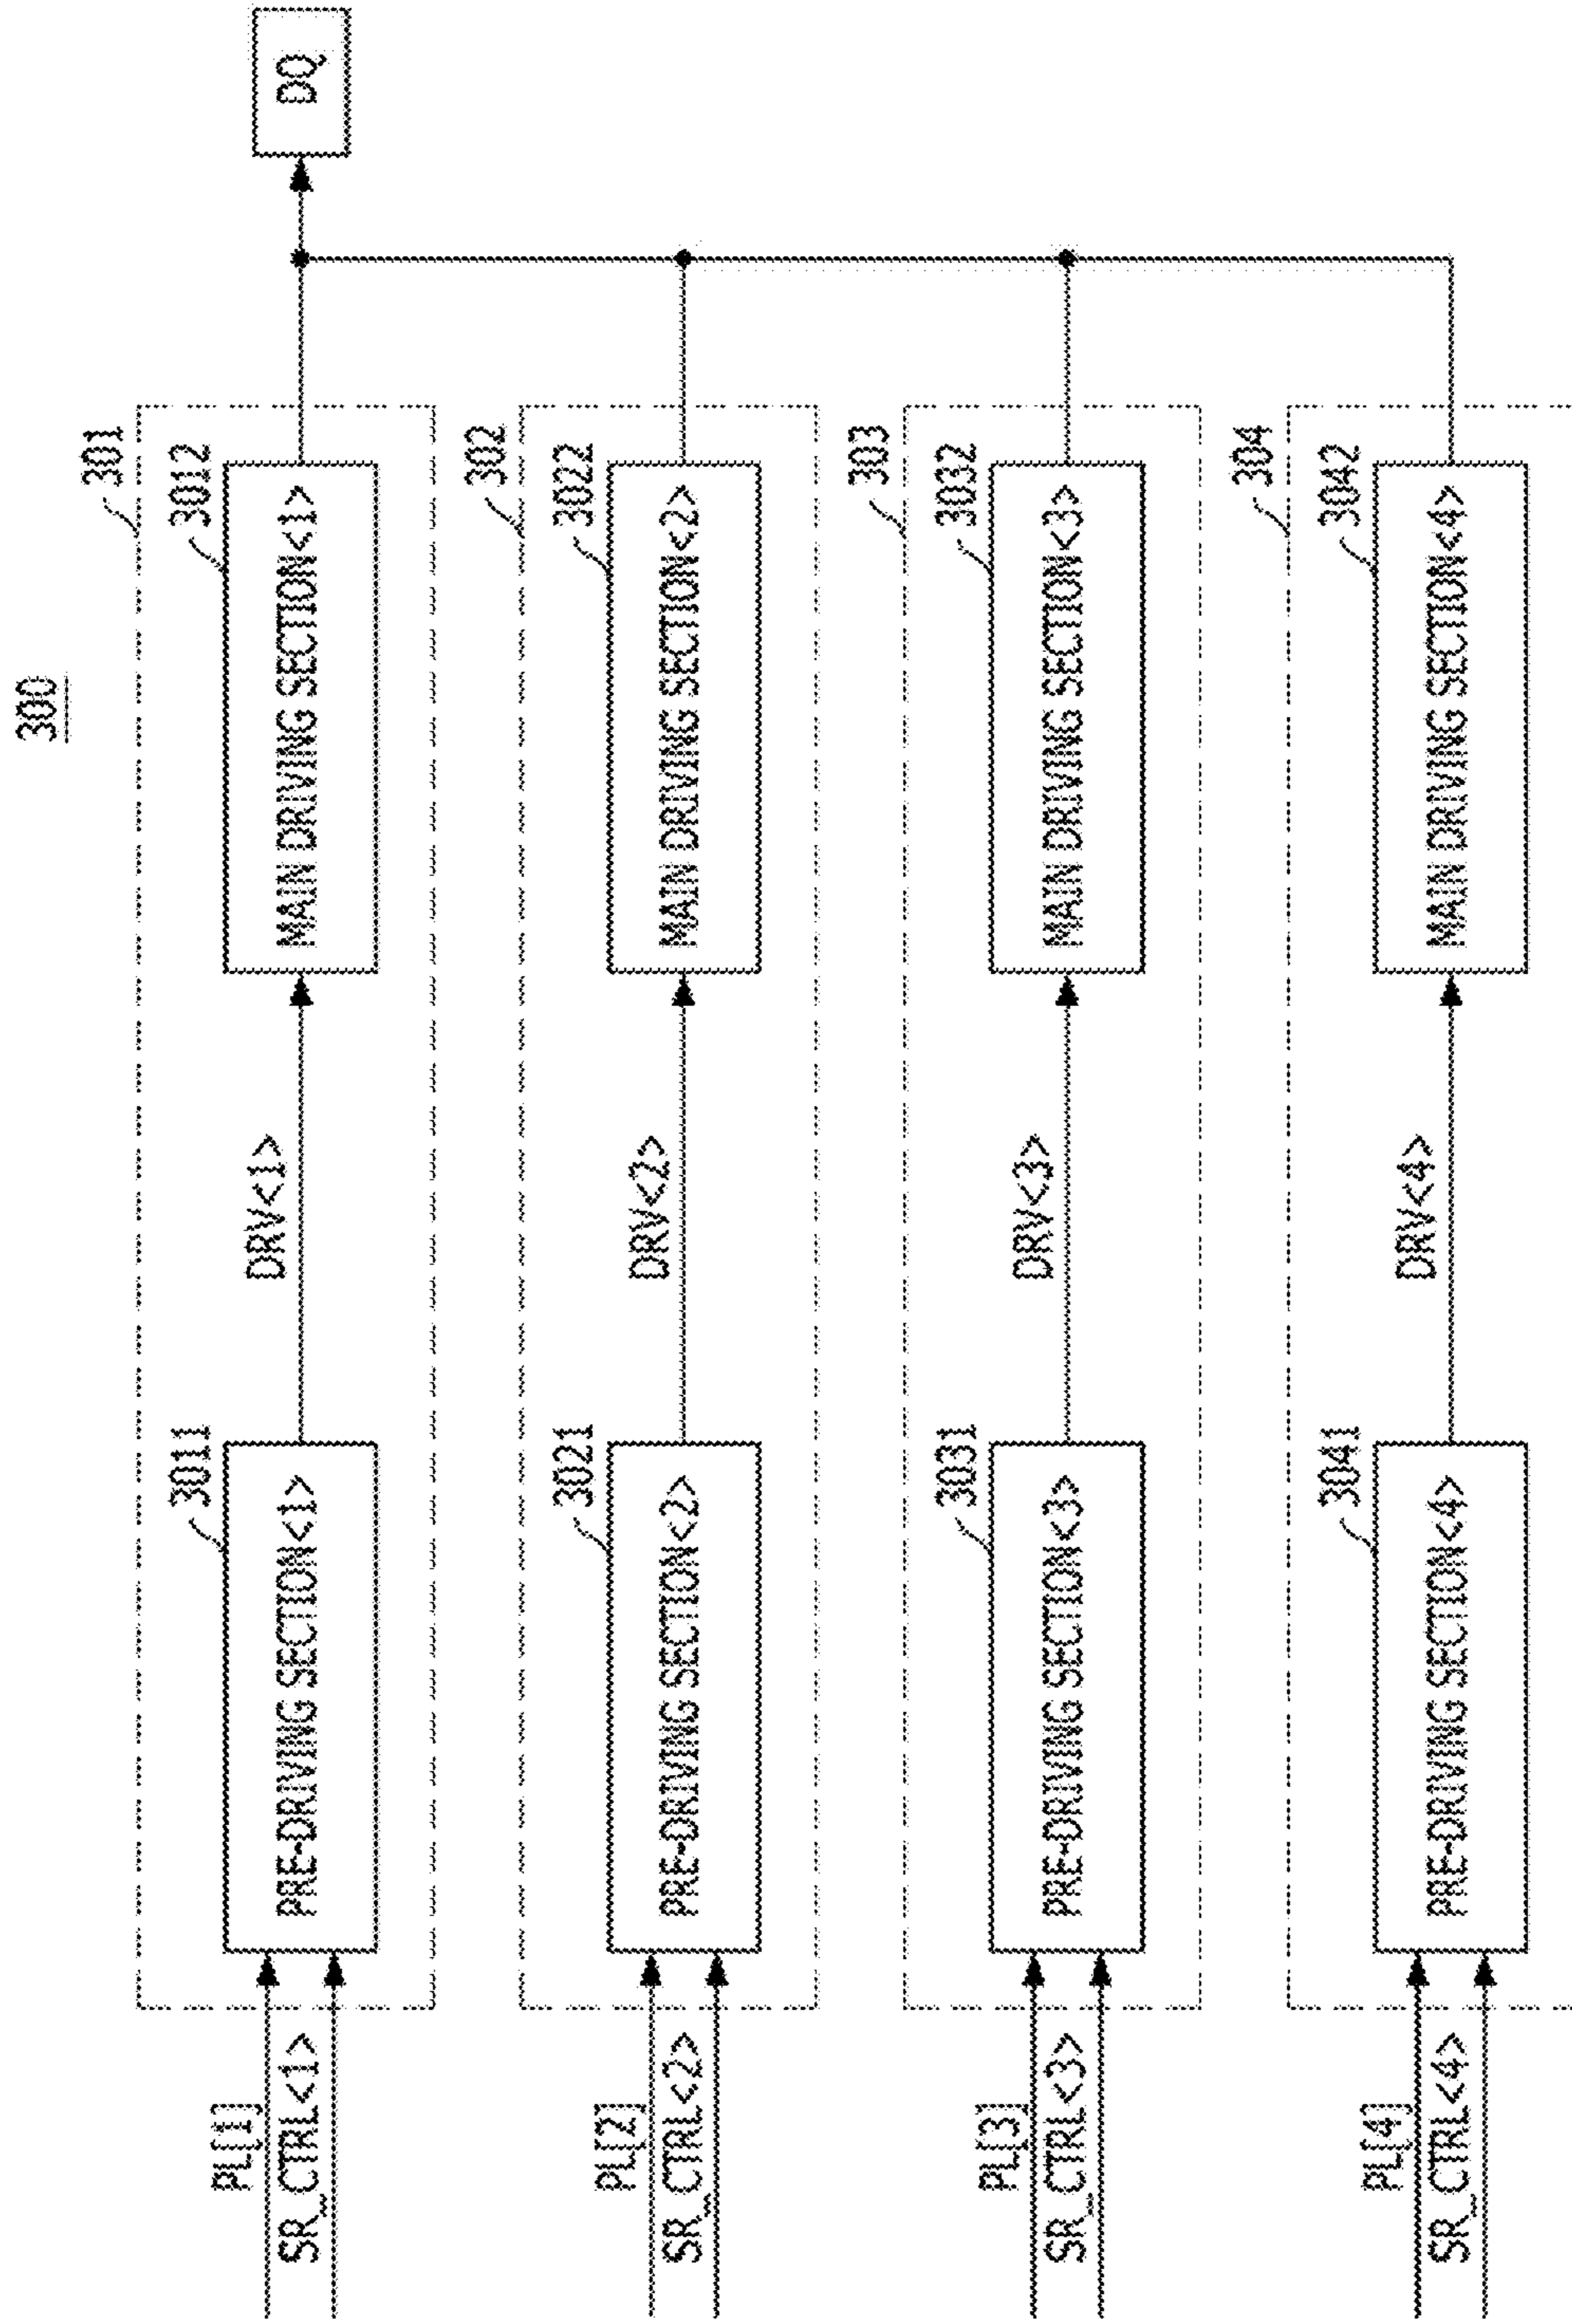 300
301
PL[1]
SR_CTRL<1>
3011
PRE-DRIVING SECTION<1>
DRV<1>
3012
MAIN DRIVING SECTION<1>
DQ
302
PL[2]
SR_CTRL<2>
3021
PRE-DRIVING SECTION<2>
DRV<2>
3022
MAIN DRIVING SECTION<2>
303
PL[3]
SR_CTRL<3>
3031
PRE-DRIVING SECTION<3>
DRV<3>
3032
MAIN DRIVING SECTION<3>
304
PL[4]
SR_CTRL<4>
3041
PRE-DRIVING SECTION<4>
DRV<4>
3042
MAIN DRIVING SECTION<4>